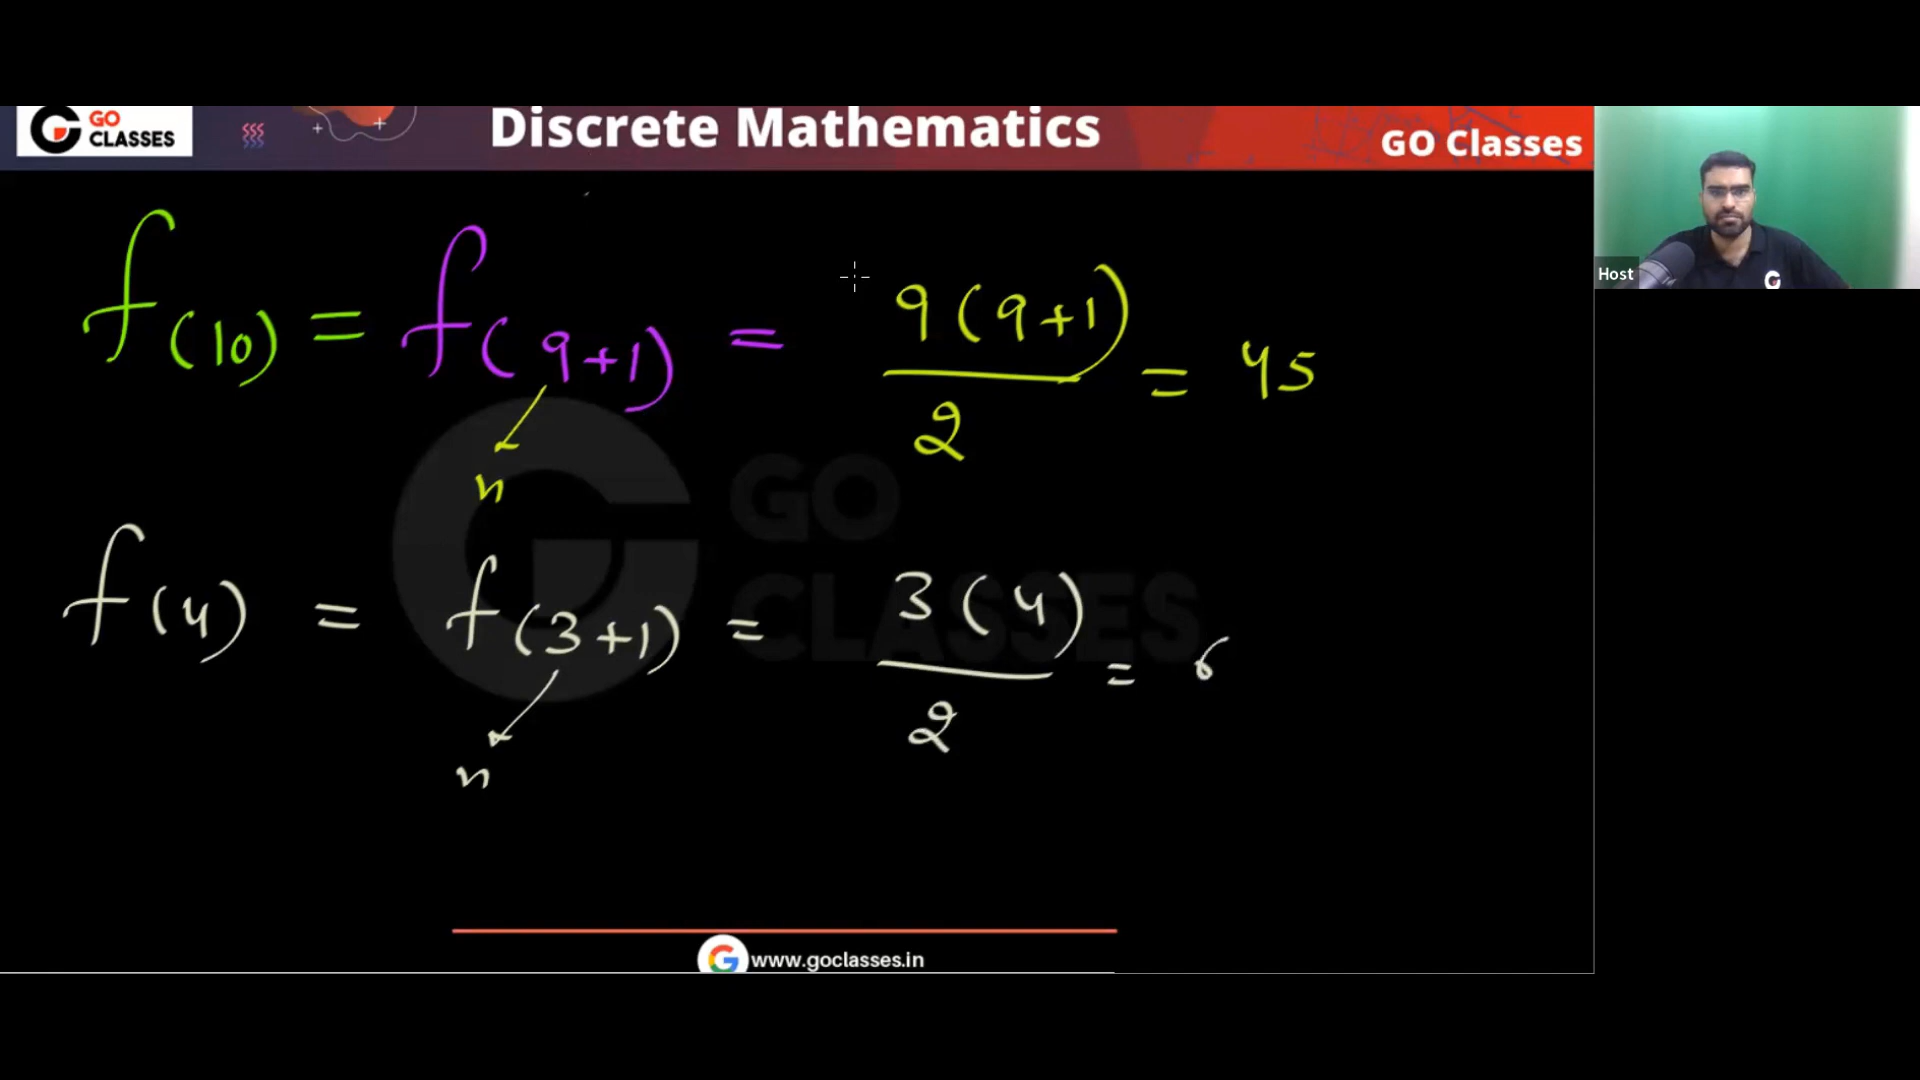 GO
CLASSES
Discrete Mathematics
GO Classes
Host
f(10) = f(9+1) = 9(9+1)/2 = 45
n
GO
CLASSES
f(4) = f(3+1) = 3(4)/2 = 6
n
www.goclasses.in